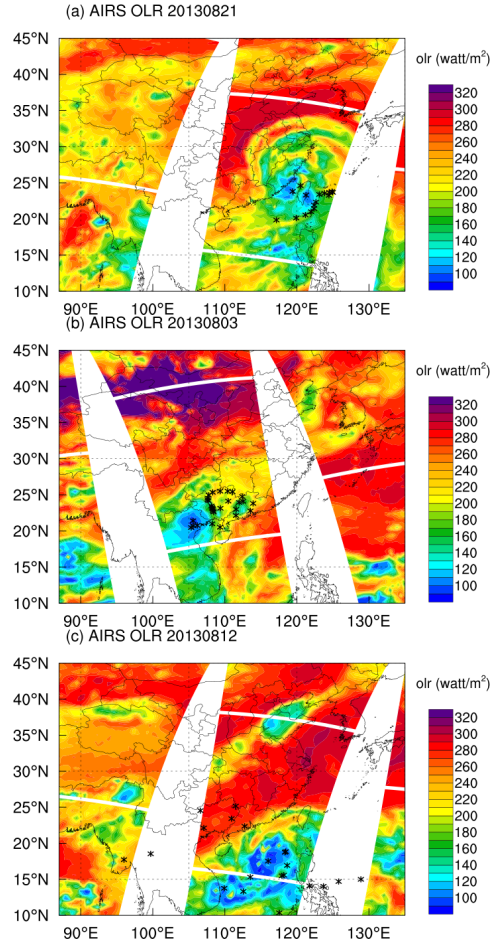 (a) AIRS OLR 20130821
olr (watt/m²)
45°N
40°N
35°N
30°N
25°N
20°N
15°N
10°N
90°E 100°E 110°E 120°E 130°E
320
300
280
260
240
220
200
180
160
140
120
100
(b) AIRS OLR 20130803
olr (watt/m²)
45°N
40°N
35°N
30°N
25°N
20°N
15°N
10°N
90°E 100°E 110°E 120°E 130°E
320
300
280
260
240
220
200
180
160
140
120
100
(c) AIRS OLR 20130812
olr (watt/m²)
45°N
40°N
35°N
30°N
25°N
20°N
15°N
10°N
90°E 100°E 110°E 120°E 130°E
320
300
280
260
240
220
200
180
160
140
120
100